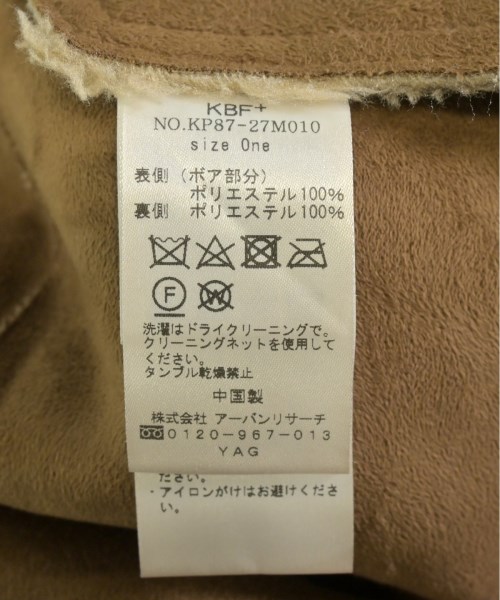 KBF+
NO.KP87-27M010
size One
表側 (ボア部分)
ポリエステル100%
裏側 ポリエステル100%
F W
洗濯はドライクリーニングで。
クリーニングネットを使用して
ください。
タンブル乾燥禁止
中国製
株式会社 アーバンリサーチ
0120-967-013
YAG
ださい。
・アイロンがけはお避けくださ
い。